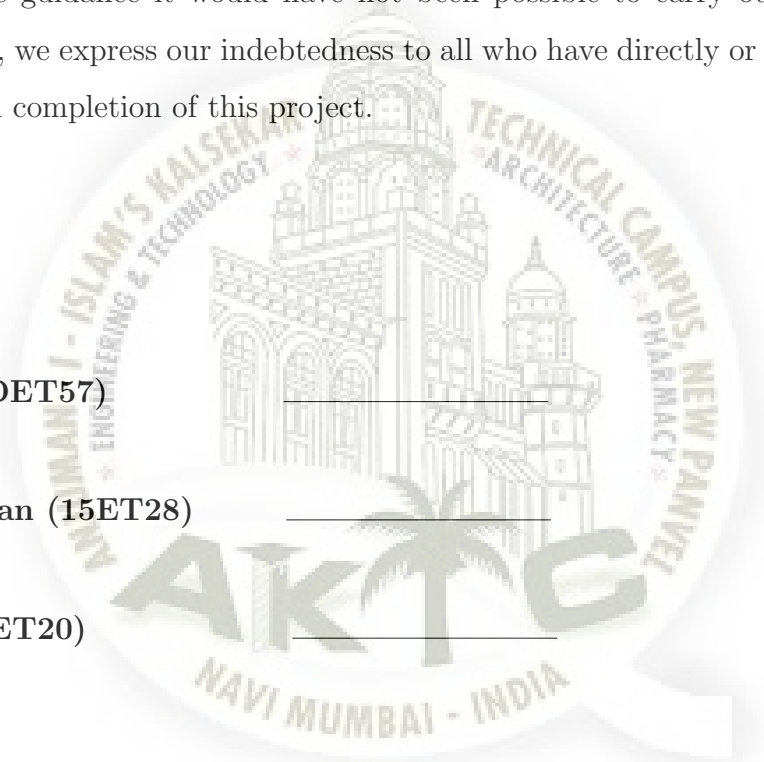 guidance it would have not been possible to carry
, we express our indebtedness to all who have directly or
completion of this project.
ANJUMAN - I - ISLAM'S KALSEKAR TECHNICAL CAMPUS, NEW PANVEL
ENGINEERING & TECHNOLOGY * ARCHITECTURE * PHARMACY *
DET57)
an (15ET28)
ET20)
AKTC
NAVI MUMBAI - INDIA